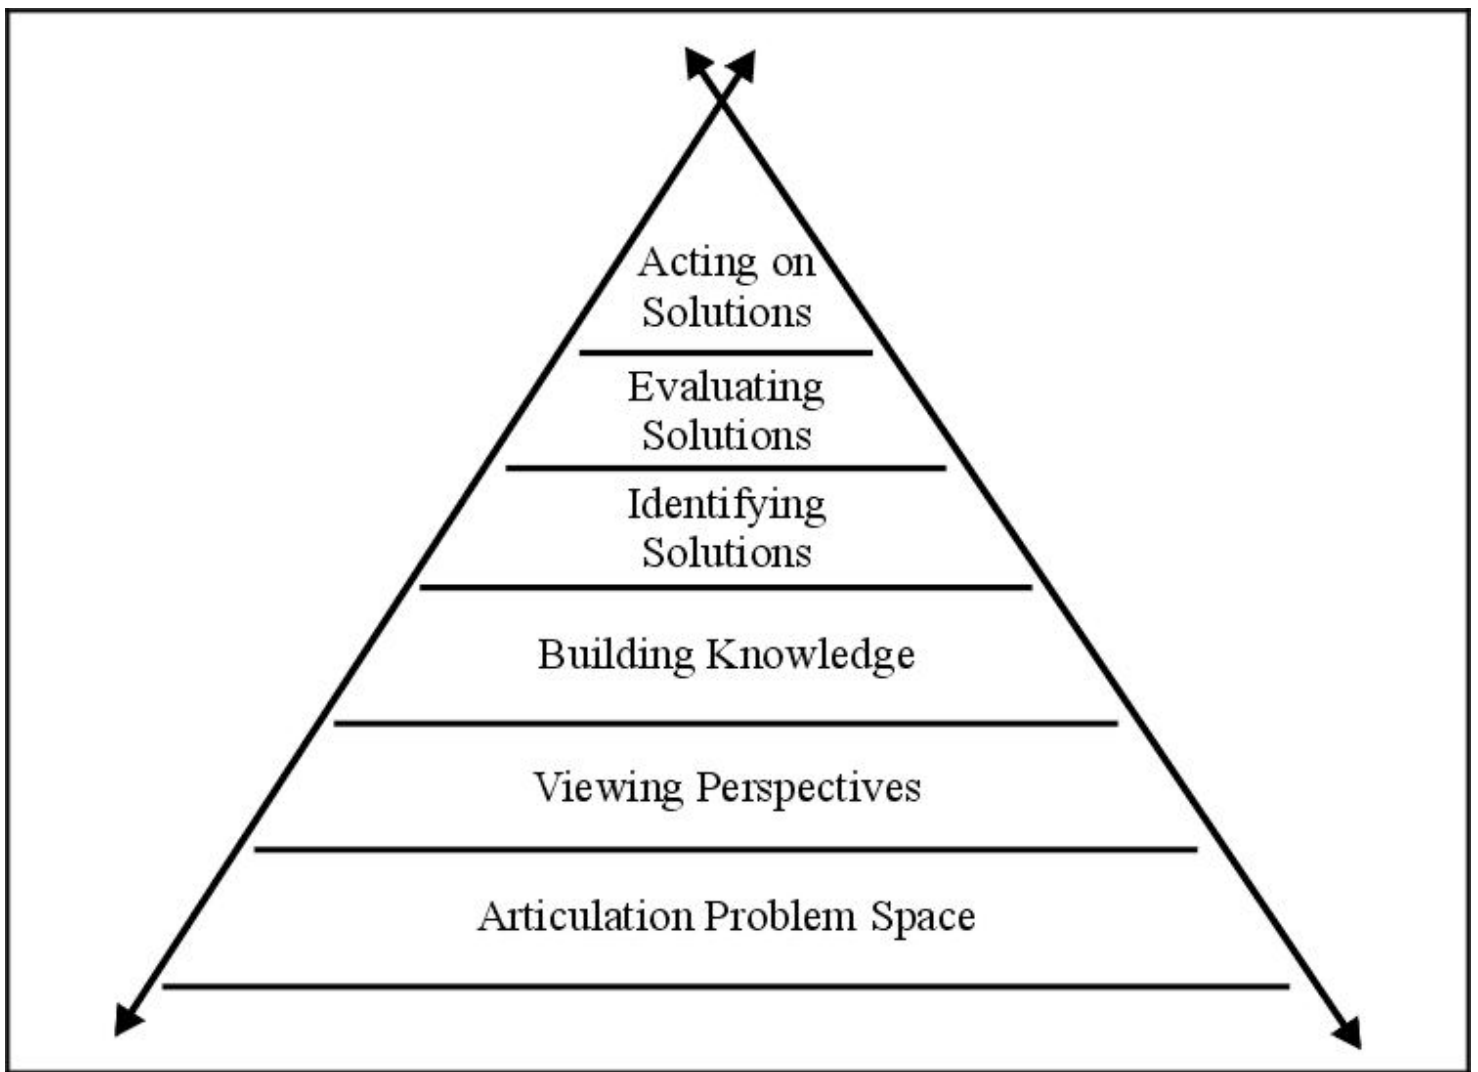 Acting on
Solutions
Evaluating
Solutions
Identifying
Solutions
Building Knowledge
Viewing Perspectives
Articulation Problem Space